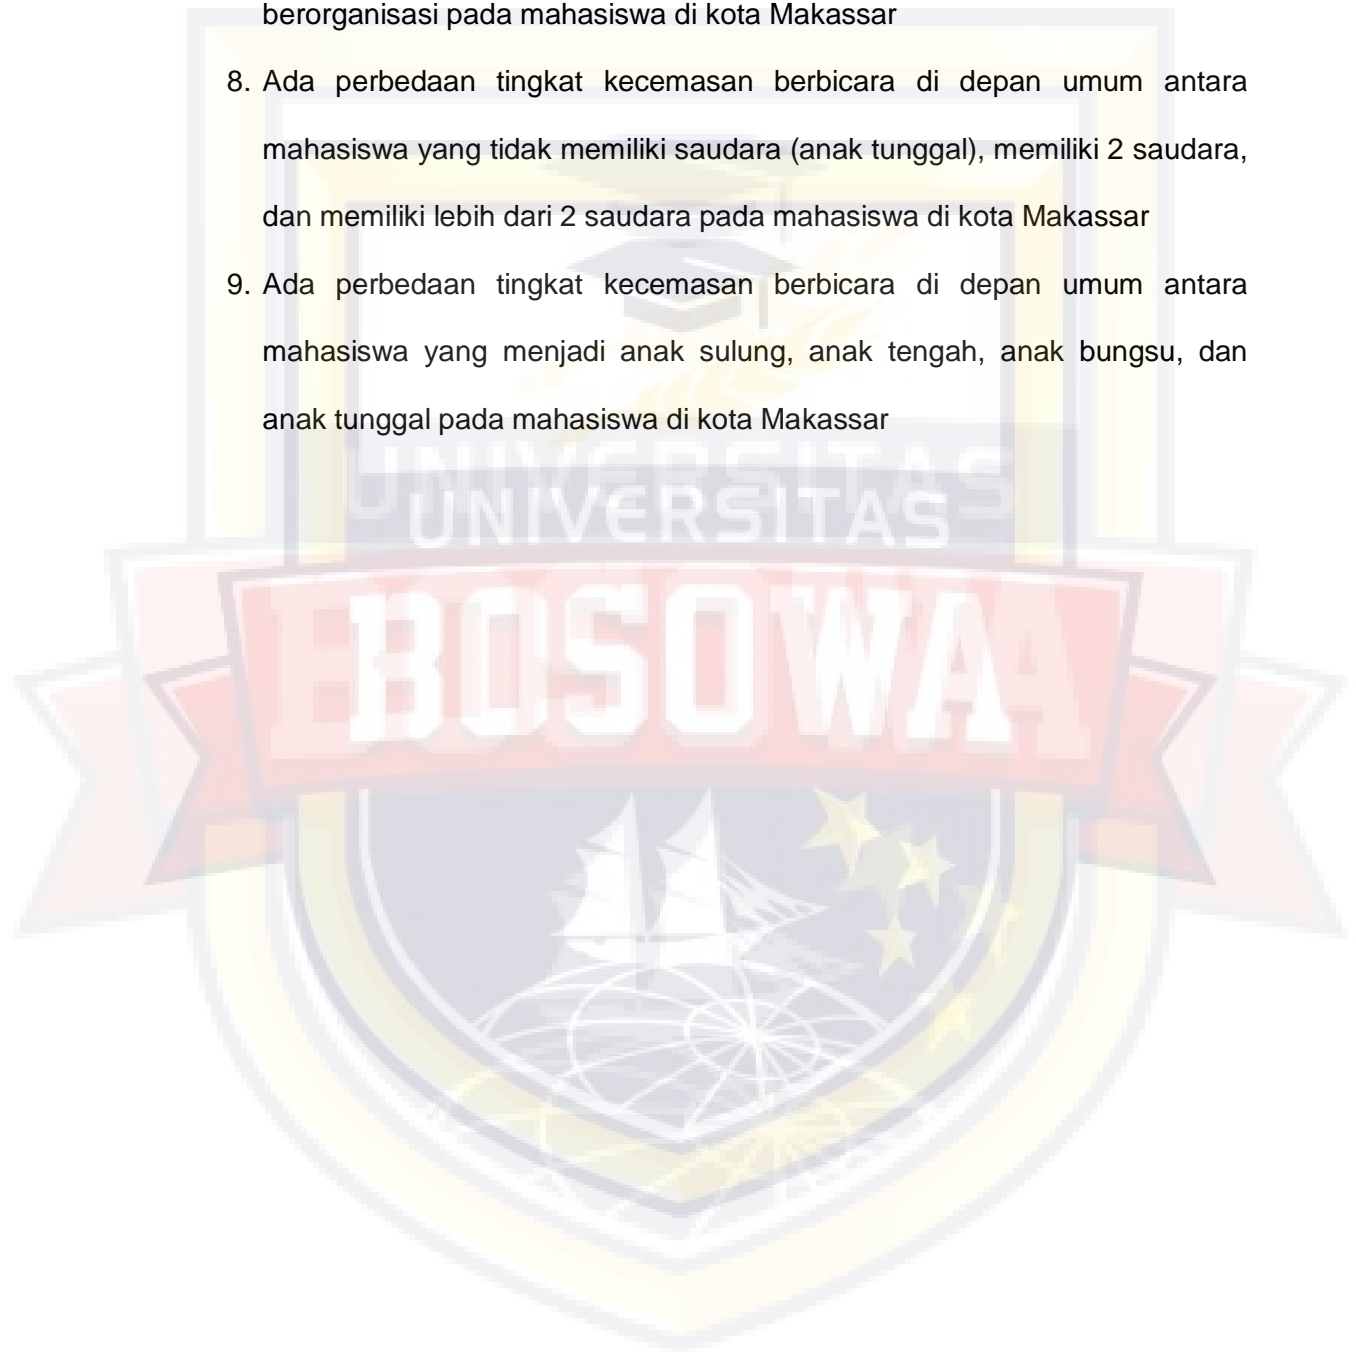 berorganisasi pada mahasiswa di kota Makassar
8. Ada perbedaan tingkat kecemasan berbicara di depan umum antara
mahasiswa yang tidak memiliki saudara (anak tunggal), memiliki 2 saudara,
dan memiliki lebih dari 2 saudara pada mahasiswa di kota Makassar
9. Ada perbedaan tingkat kecemasan berbicara di depan umum antara
mahasiswa yang menjadi anak sulung, anak tengah, anak bungsu, dan
anak tunggal pada mahasiswa di kota Makassar
UNIVERSITAS
UNIVERSITAS
BOSOWA
BOSOWA